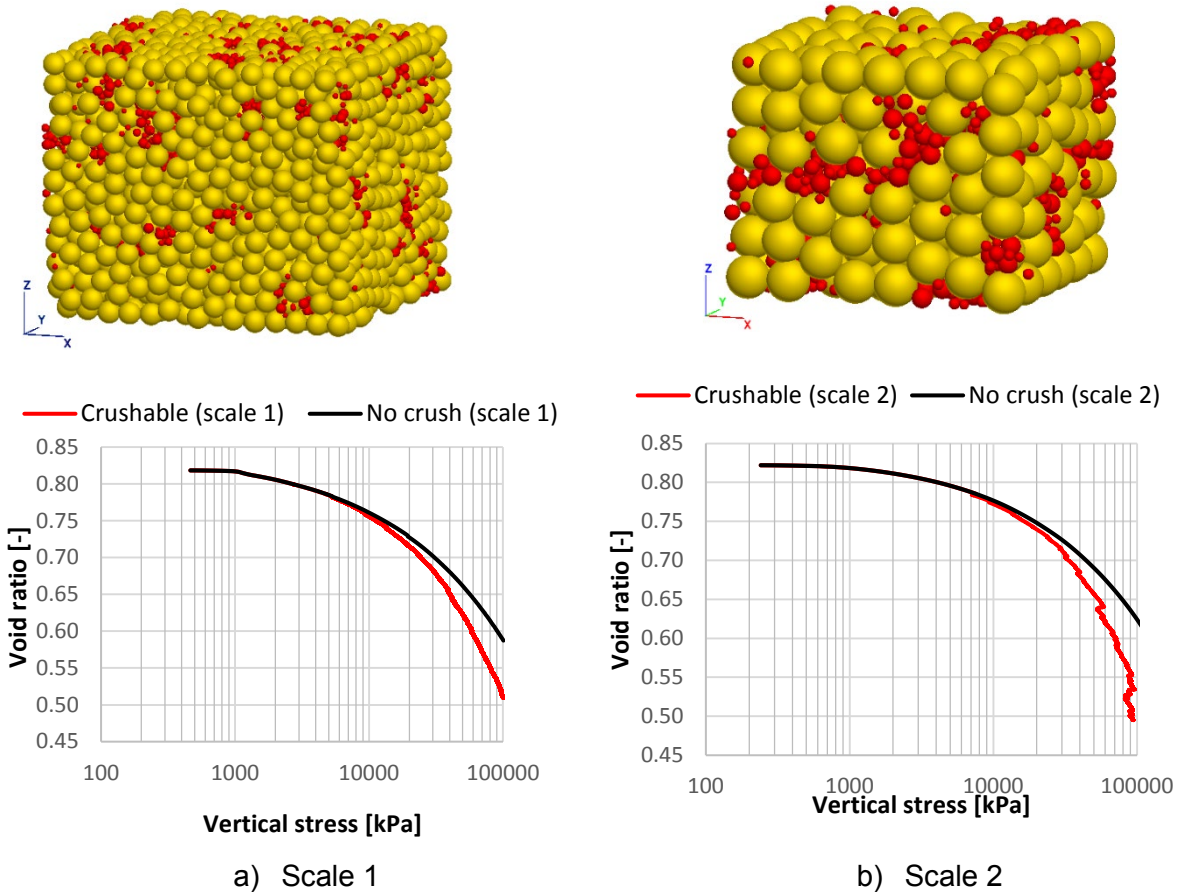 Z
Y
X
Z
Y
X
Crushable (scale 1) No crush (scale 1)
0.85
0.80
0.75
0.70
0.65
0.60
0.55
0.50
0.45
100 1000 10000 100000
Void ratio [-]
Vertical stress [kPa]
a) Scale 1
Crushable (scale 2) No crush (scale 2)
0.85
0.80
0.75
0.70
0.65
0.60
0.55
0.50
0.45
100 1000 10000 100000
Void ratio [-]
Vertical stress [kPa]
b) Scale 2